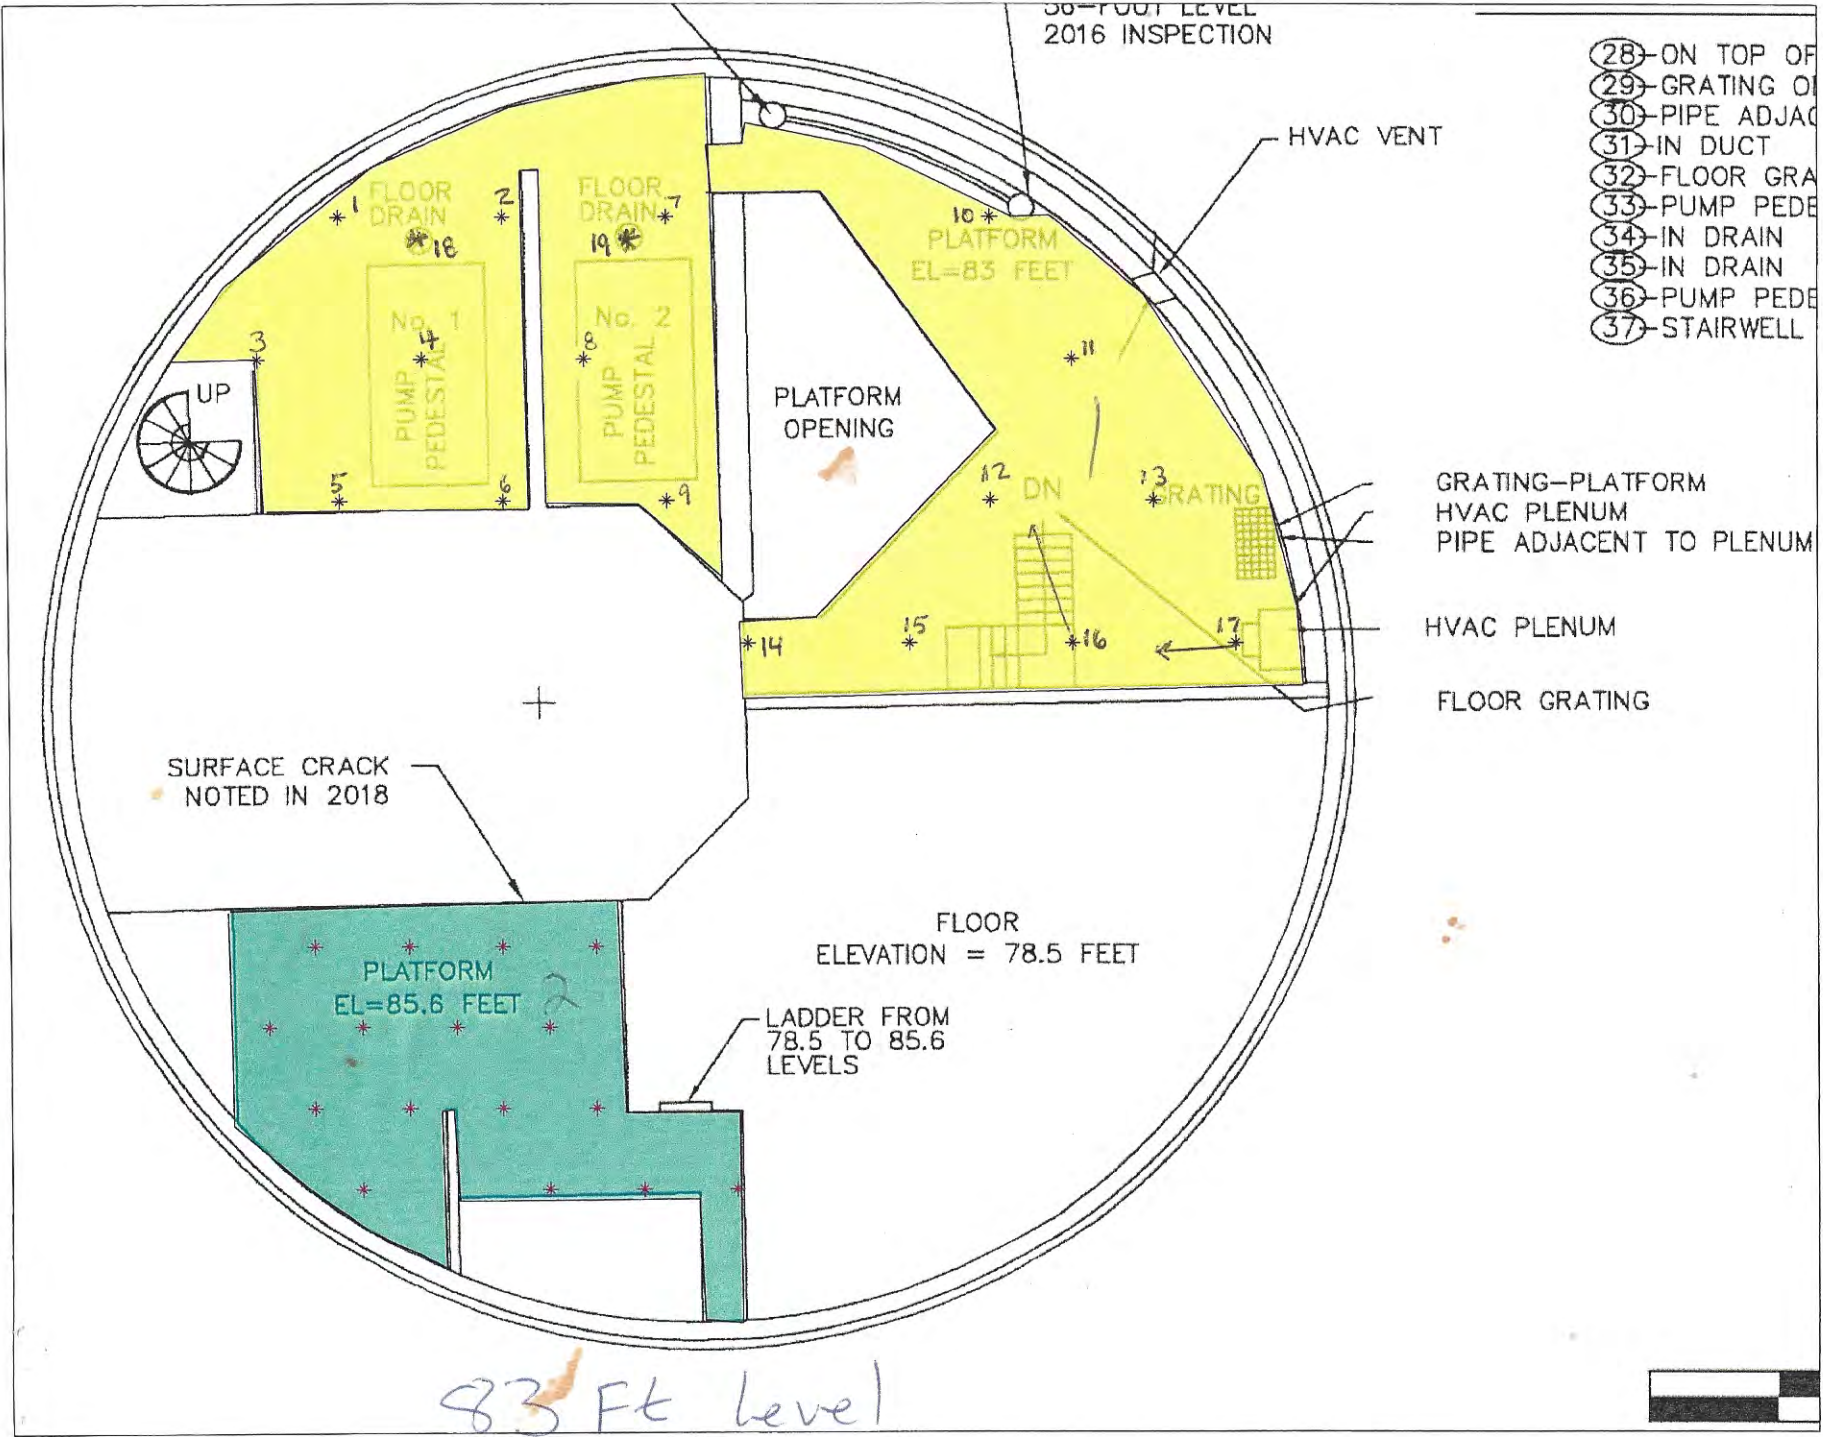 36-FOOT LEVEL
2016 INSPECTION
28-ON TOP OF
29-GRATING
30-PIPE
31-IN DUCT
32-FLOOR
33-PUMP
34-IN DRAIN
35-IN DRAIN
36-PUMP
37-STAIRWELL
HVAC VENT
FLOOR
DRAIN
FLOOR
DRAIN
1
2
7
10
18
19
PLATFORM
EL=83 FEET
No. 1
PUMP
PEDESTAL
No. 2
PUMP
PEDESTAL
3
4
8
11
UP
PLATFORM
OPENING
1
5
6
9
12
DN
13
GRATING
GRATING-PLATFORM
HVAC PLENUM
PIPE ADJACENT TO PLENUM
14
15
16
17
HVAC PLENUM
FLOOR GRATING
SURFACE CRACK
NOTED IN 2018
FLOOR
ELEVATION = 78.5 FEET
PLATFORM
EL=85.6 FEET
2
LADDER FROM
78.5 TO 85.6
LEVELS
83 Ft Level